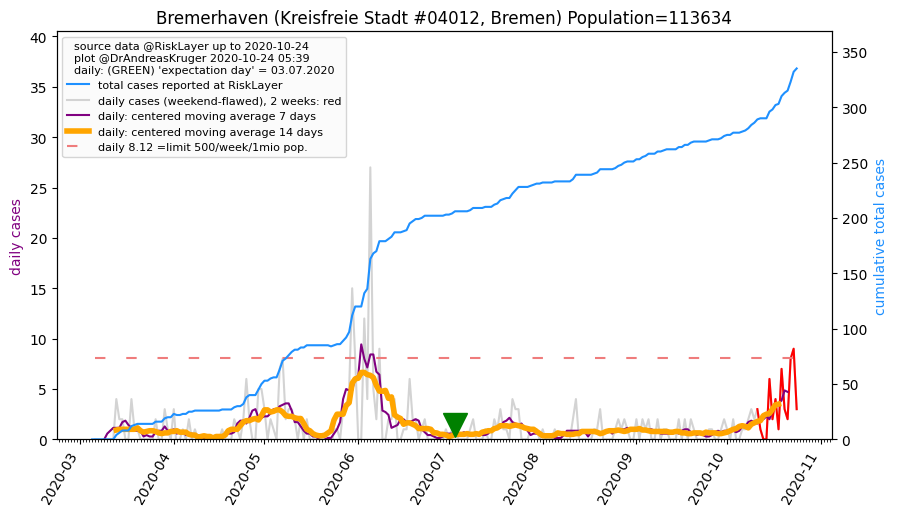 Bremerhaven (Kreisfreie Stadt #04012, Bremen) Population=113634
source data @RiskLayer up to 2020-10-24
plot @DrAndreasKruger 2020-10-24 05:39
daily: (GREEN) 'expectation day' = 03.07.2020
total cases reported at RiskLayer
daily cases (weekend-flawed), 2 weeks: red
daily: centered moving average 7 days
daily: centered moving average 14 days
daily 8.12 =limit 500/week/1mio pop.
daily cases
40
35
30
25
20
15
10
5
0
cumulative total cases
350
300
250
200
150
100
50
0
2020-03
2020-04
2020-05
2020-06
2020-07
2020-08
2020-09
2020-10
2020-11